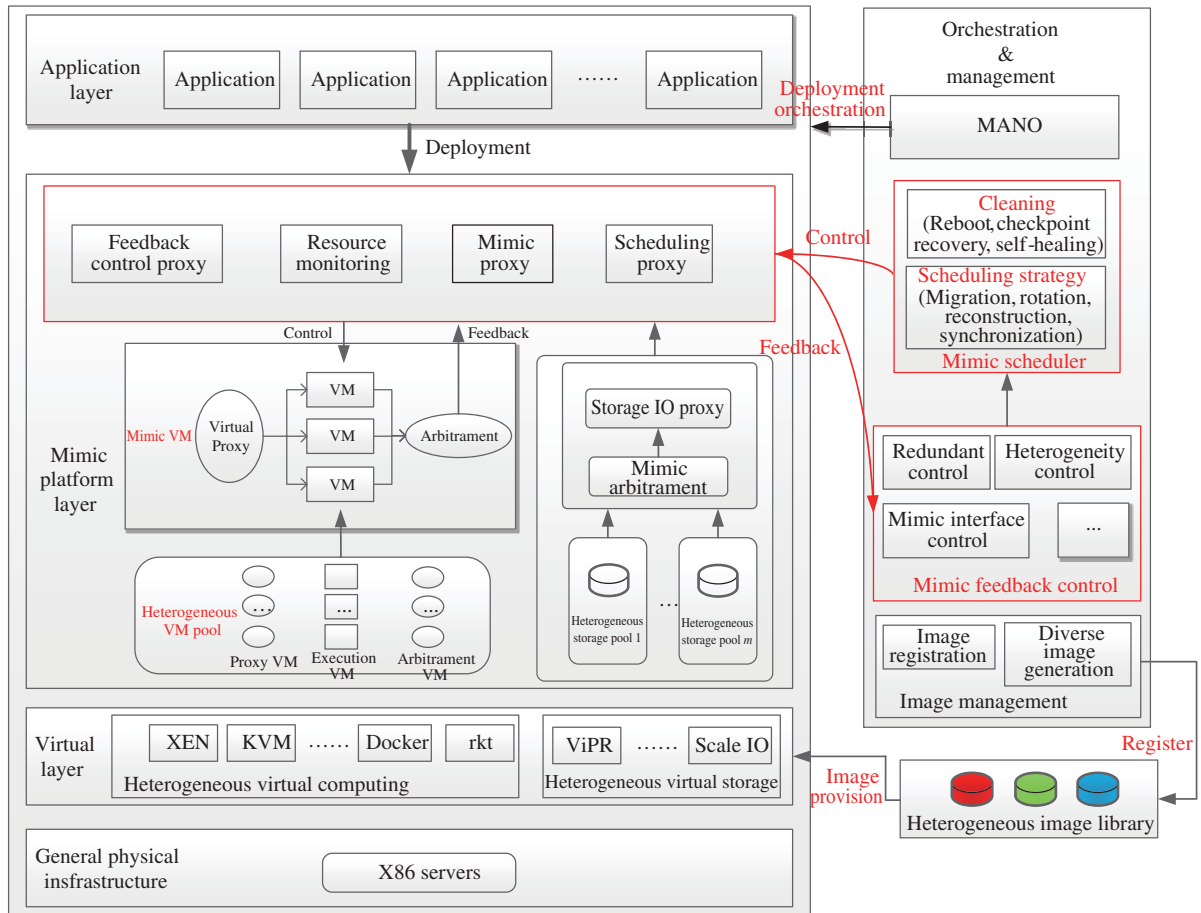 Application
layer
Application
Application
Application
......
Application
Deployment
Feedback
control proxy
Resource
monitoring
Mimic
proxy
Scheduling
proxy
Control
Feedback
Mimic VM
Virtual
Proxy
VM
VM
VM
Arbitrament
Mimic
platform
layer
Heterogeneous
VM pool
...
...
...
Proxy VM
Execution
VM
Arbitrament
VM
Storage IO proxy
Mimic
arbitrament
Heterogeneous
storage pool 1
...
Heterogeneous
storage pool m
Virtual
layer
XEN
KVM
......
Docker
rkt
Heterogeneous virtual computing
ViPR
......
Scale IO
Heterogeneous virtual storage
General physical
insfrastructure
X86 servers
Orchestration
&
management
Deployment
orchestration
MANO
Cleaning
(Reboot, checkpoint
recovery, self-healing)
Scheduling strategy
(Migration, rotation,
reconstruction,
synchronization)
Mimic scheduler
Control
Feedback
Redundant
control
Heterogeneity
control
Mimic interface
control
...
Mimic feedback control
Image
registration
Diverse
image
generation
Image management
Register
Image
provision
Heterogeneous image library